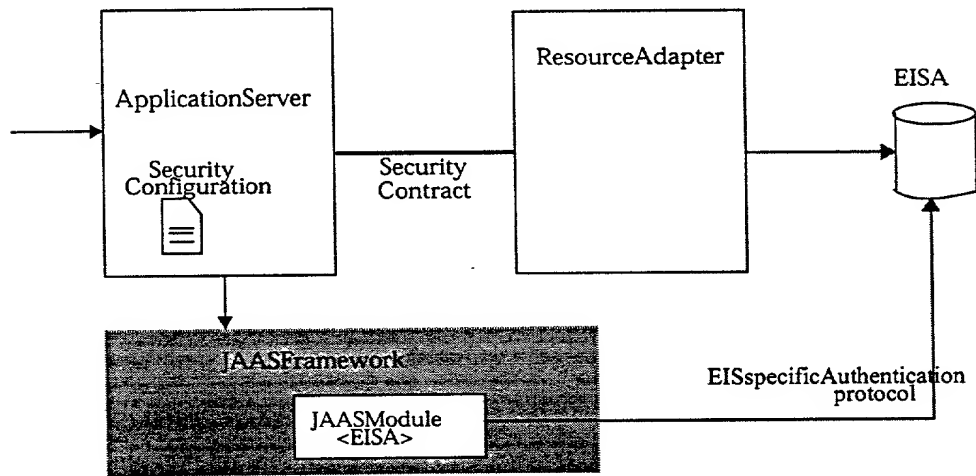 ResourceAdapter
EISA
ApplicationServer
Security
Configuration
Security
Contract
JAASFramework
JAASModule
<EISA>
EISspecificAuthentication
protocol